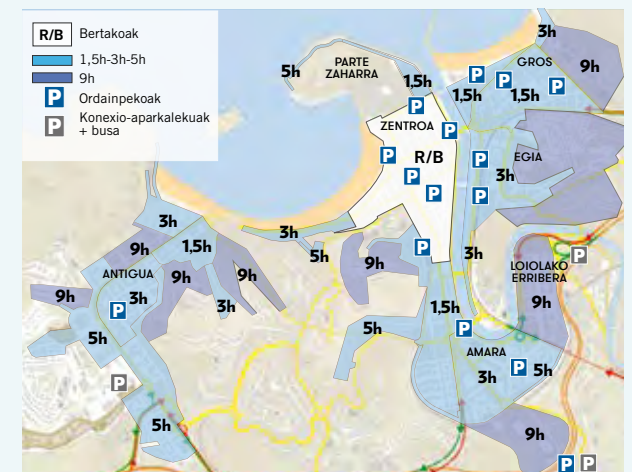 R/B Bertakoak
1,5h-3h-5h
9h
P Ordainpekoak
P Konexio-aparkalekuak
+ busa
3h
9h
5h
PARTE
ZAHARRA
1,5h
GROS
P
P
P
1,5h
1,5h
P
ZENTROA
P
R/B
P
P
P
P
3h
EGIA
P
3h
9h
1,5h
3h
5h
P
3h
LOIOLAKO
ERRIBERA
P
9h
ANTIGUA
9h
9h
9h
9h
3h
P
3h
1,5h
5h
5h
P
AMARA
3h
P
5h
P
5h
9h
P
P